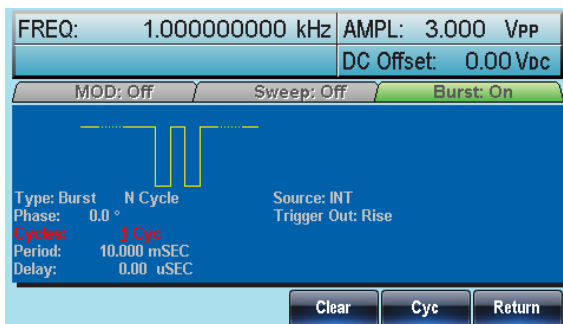 FREQ: 1.000000000 kHz AMPL: 3.000 VPP
DC Offset: 0.00 VDC
MOD: Off Sweep: Off Burst: On
Type: Burst N Cycle Source: INT
Phase: 0.0 ° Trigger Out: Rise
Cycles: 1 Cyc
Period: 10.000 mSEC
Delay: 0.00 uSEC
Clear Cyc Return